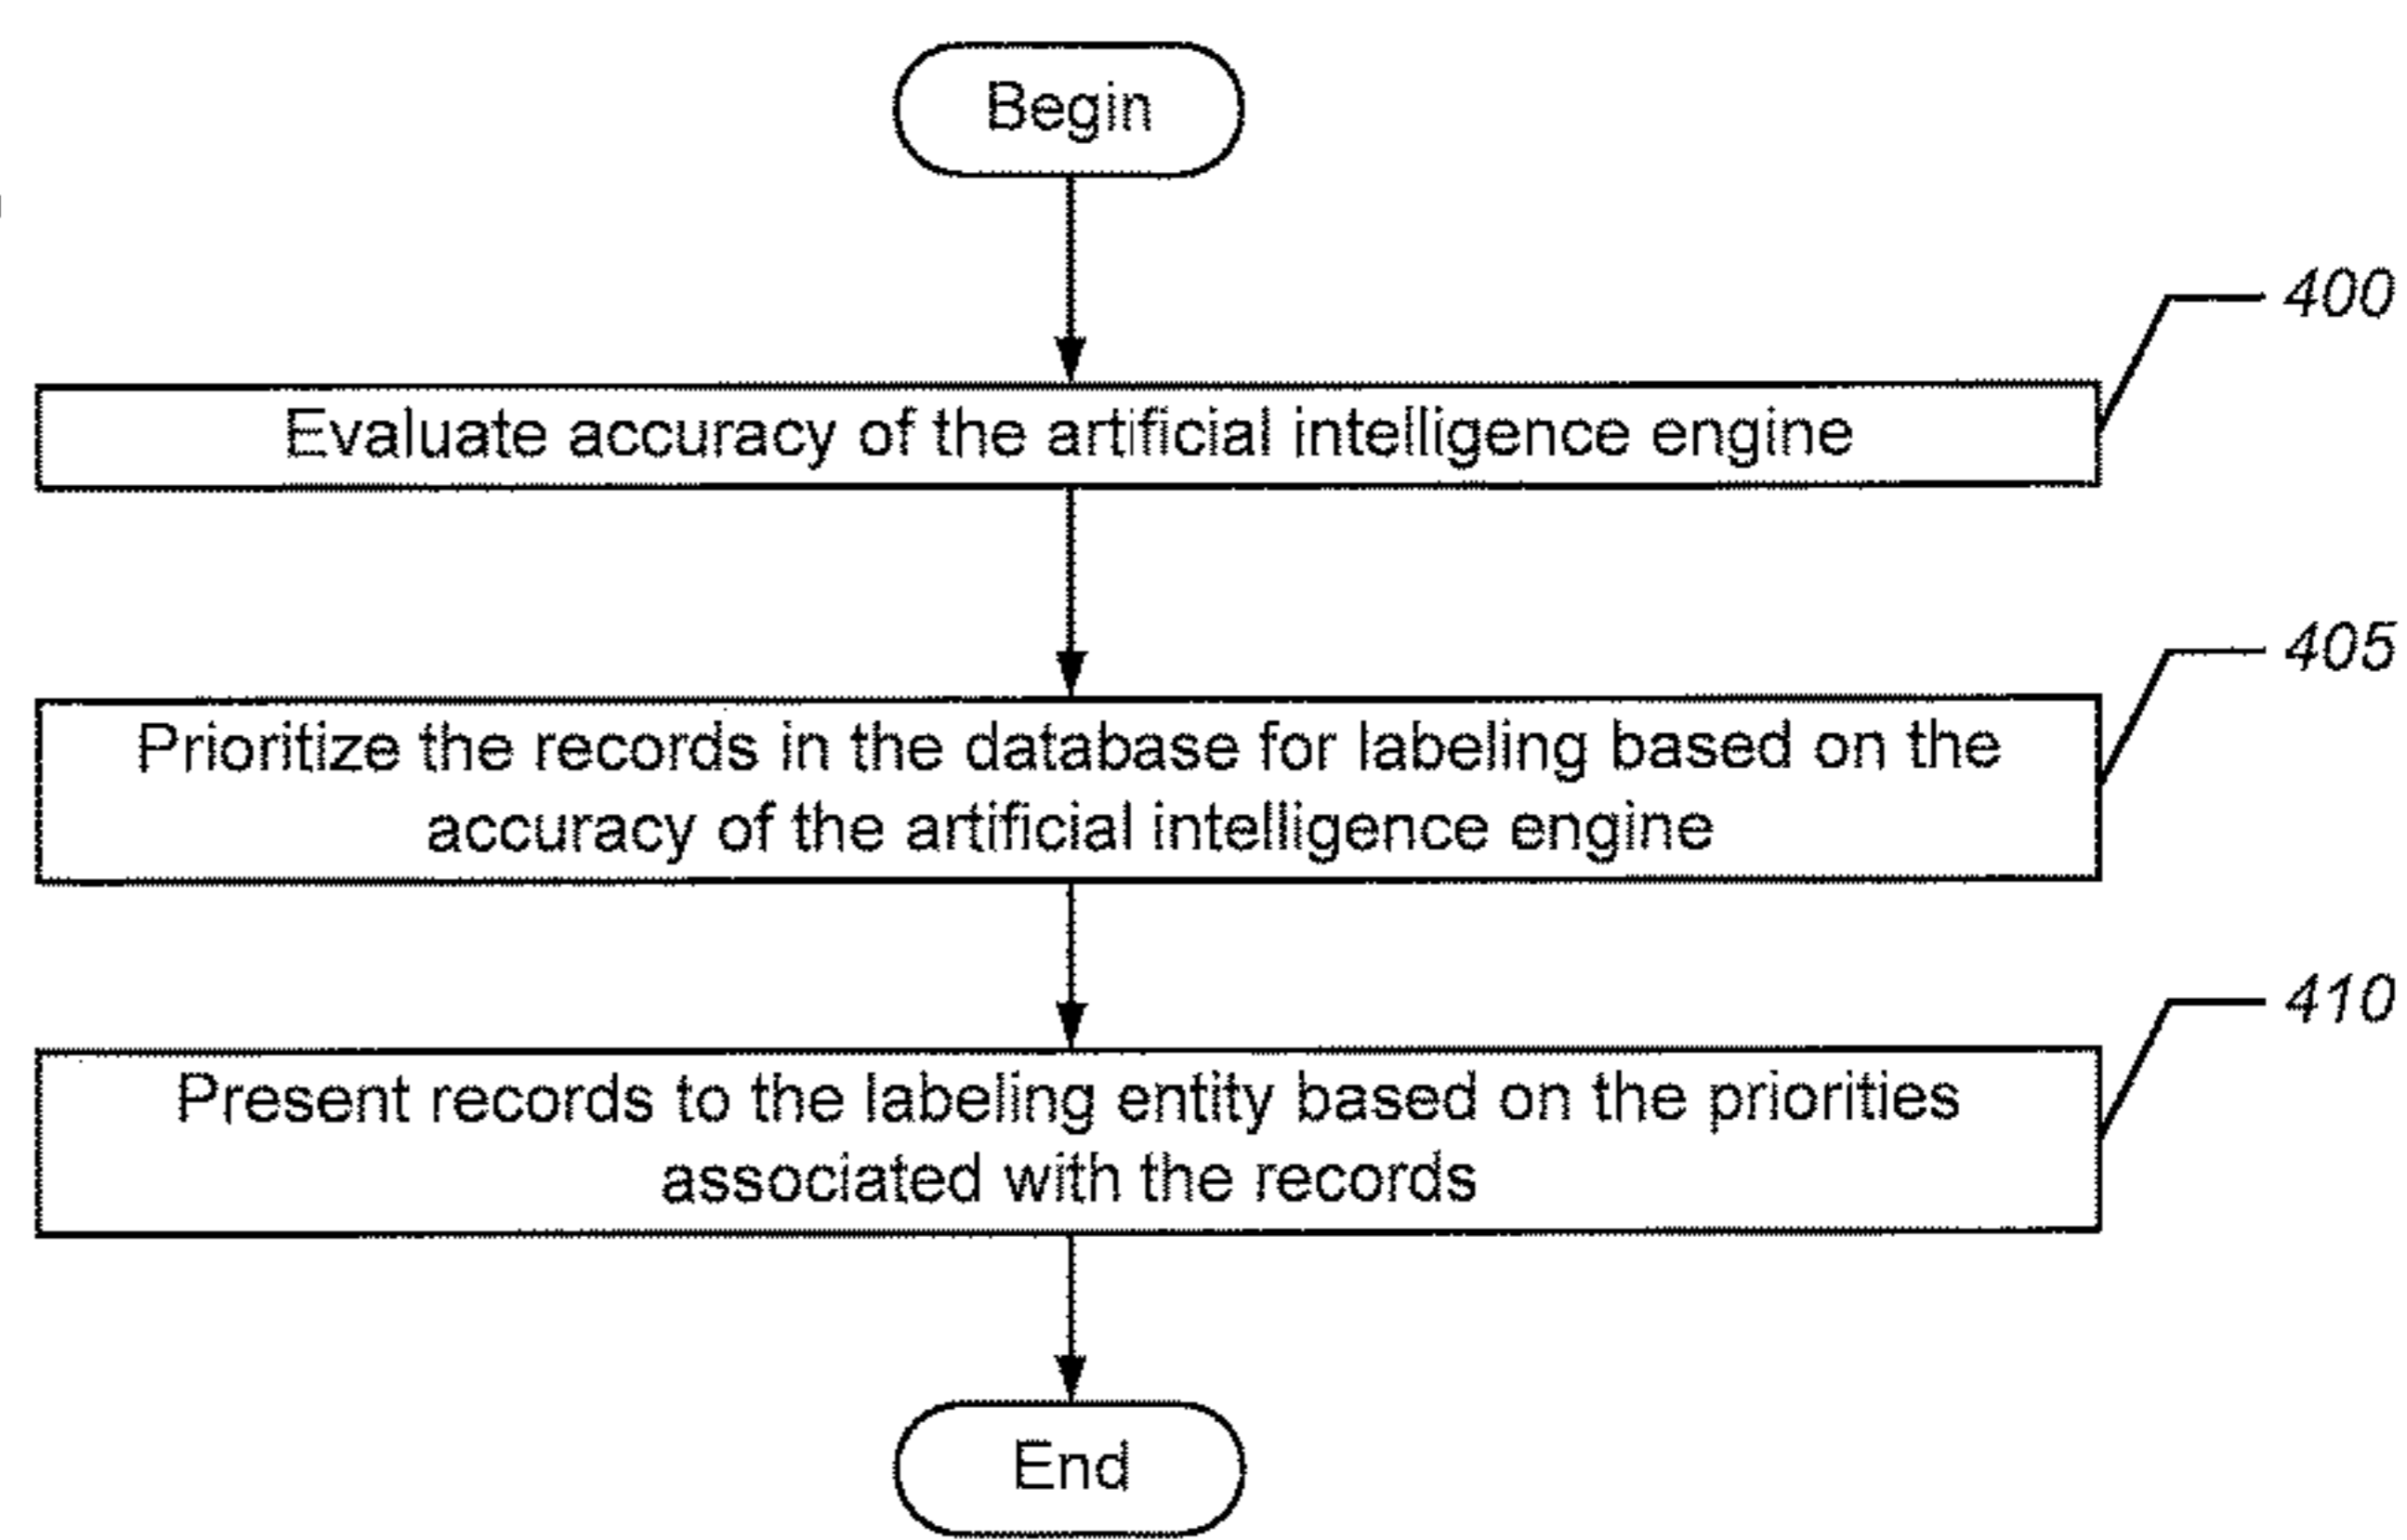 Begin
400
Evaluate accuracy of the artificial intelligence engine
405
Prioritize the records in the database for labeling based on the
accuracy of the artificial intelligence engine
410
Present records to the labeling entity based on the priorities
associated with the records
End